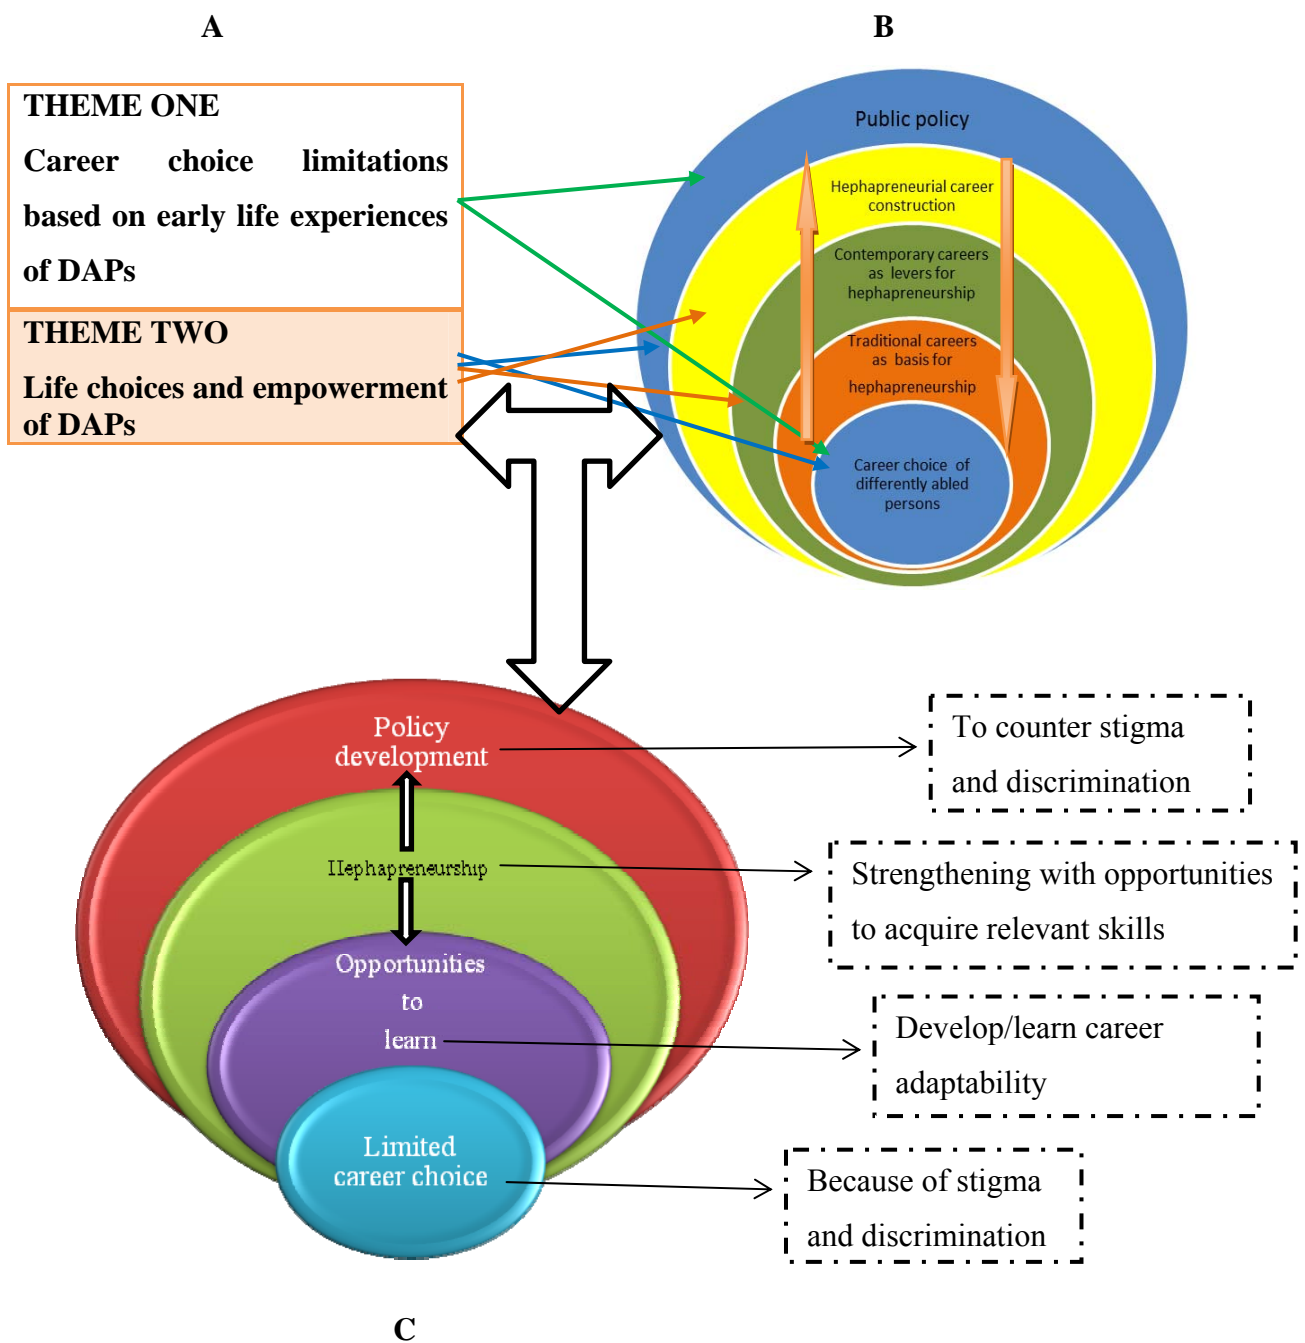 A
B
THEME ONE
Career choice limitations
based on early life experiences
of DAPs
THEME TWO
Life choices and empowerment
of DAPs
Public policy
Hephapreneurial career
construction
Contemporary careers
as levers for
hephapreneurship
Traditional careers
as basis for
hephapreneurship
Career choice of
differently abled
persons
Policy
development
Hephapreneurship
Opportunities
to
learn
Limited
career choice
To counter stigma
and discrimination
Strengthening with opportunities
to acquire relevant skills
Develop/learn career
adaptability
Because of stigma
and discrimination
C